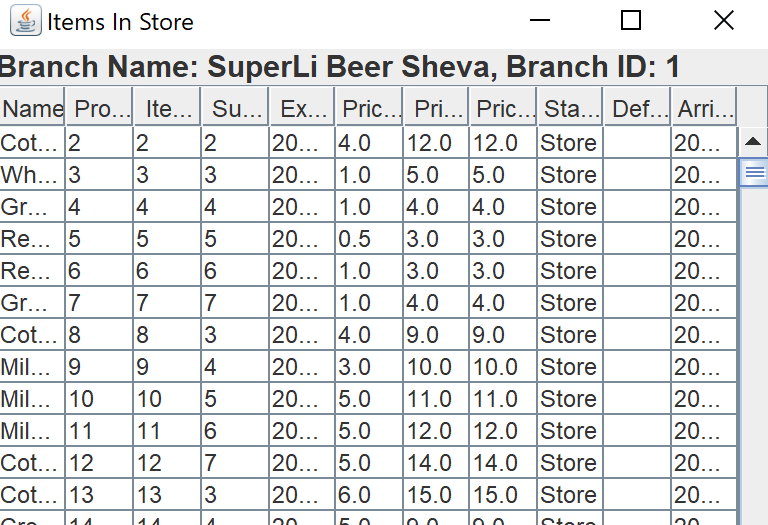 Items In Store
Branch Name: SuperLi Beer Sheva, Branch ID: 1
Name Pro... Ite... Su... Ex... Pric... Pri... Pric... Sta... Def... Arri...
Cot... 2 2 2 20... 4.0 12.0 12.0 Store 20...
Wh... 3 3 3 20... 1.0 5.0 5.0 Store 20...
Gr... 4 4 4 20... 1.0 4.0 4.0 Store 20...
Re... 5 5 5 20... 0.5 3.0 3.0 Store 20...
Re... 6 6 6 20... 1.0 3.0 3.0 Store 20...
Gr... 7 7 7 20... 1.0 4.0 4.0 Store 20...
Cot... 8 8 3 20... 4.0 9.0 9.0 Store 20...
Mil... 9 9 4 20... 3.0 10.0 10.0 Store 20...
Mil... 10 10 5 20... 5.0 11.0 11.0 Store 20...
Mil... 11 11 6 20... 5.0 12.0 12.0 Store 20...
Cot... 12 12 7 20... 5.0 14.0 14.0 Store 20...
Cot... 13 13 3 20... 6.0 15.0 15.0 Store 20...
Gro... 14 14 4 20... 5.0 9.0 9.0 Store 20...